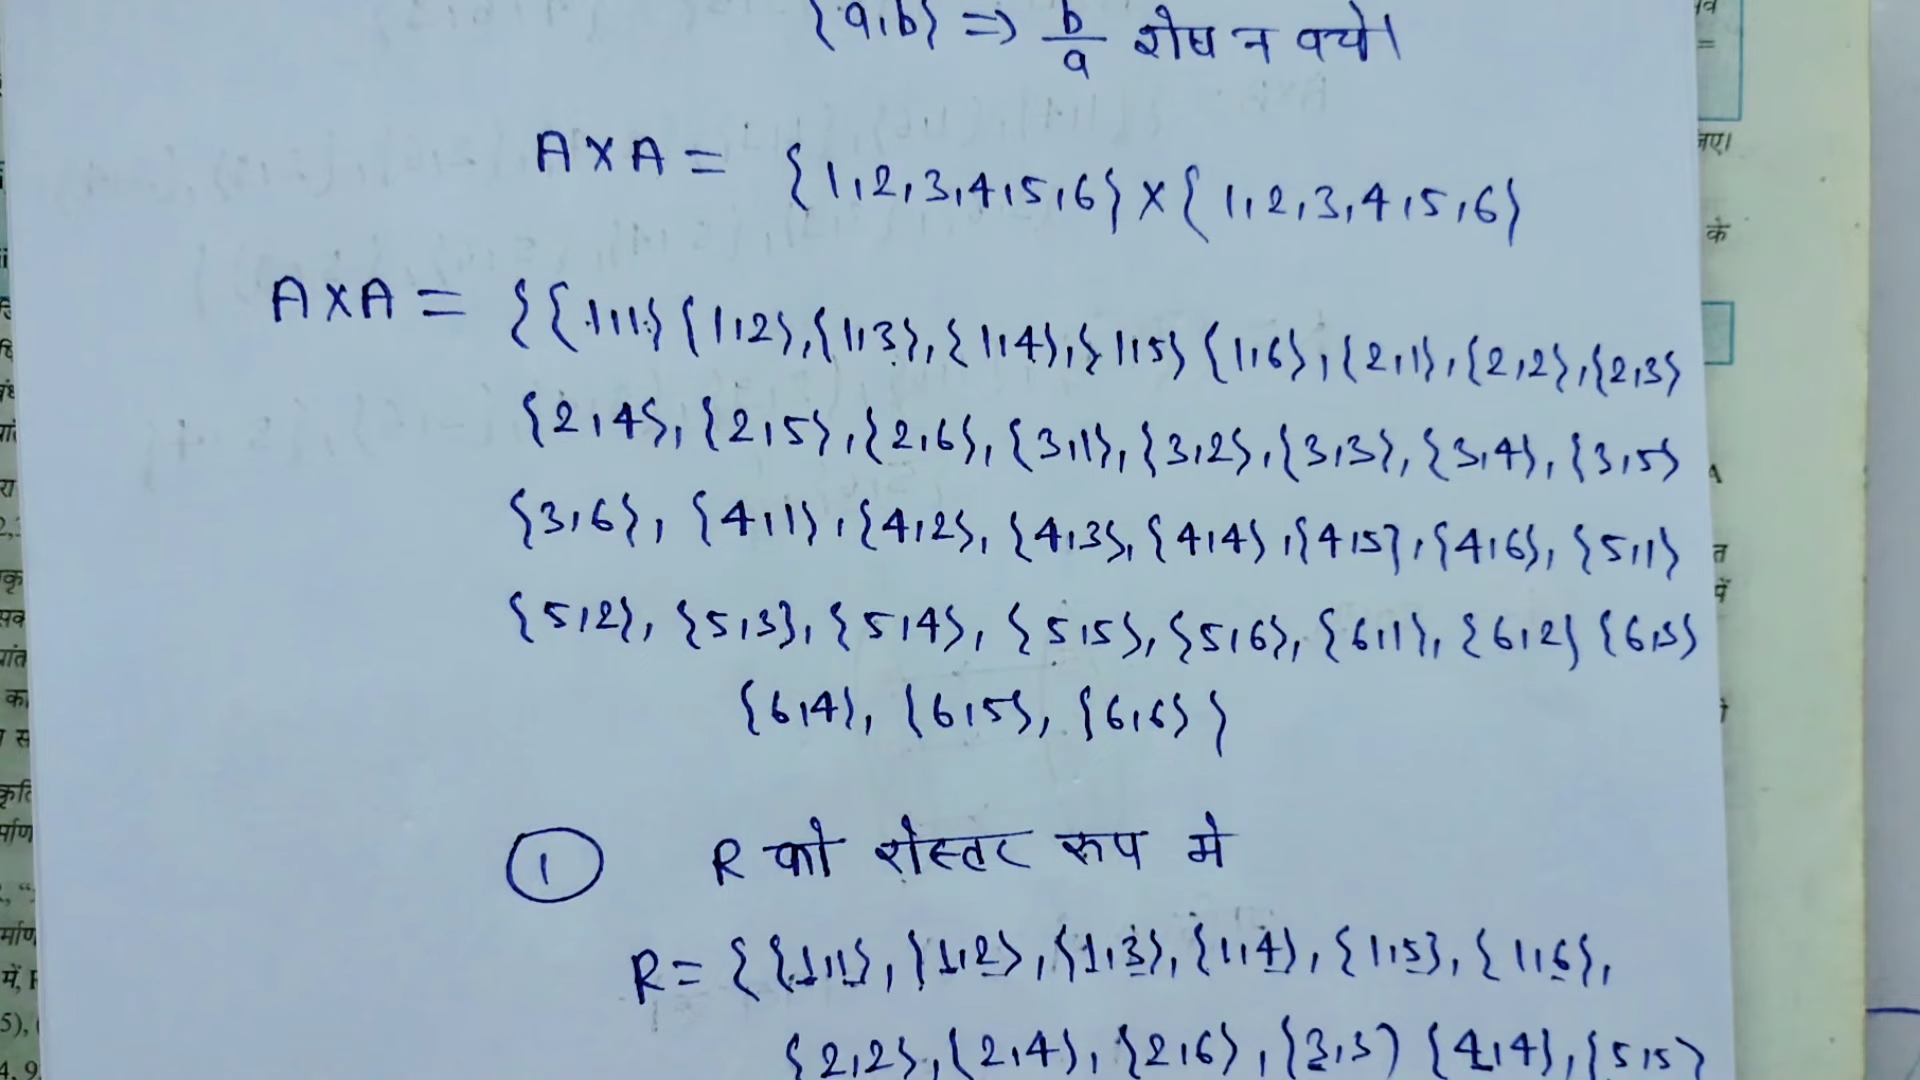 {a,b} => b/a शेष न बचे।
A×A = {1,2,3,4,5,6}×{1,2,3,4,5,6}
A×A = {{1,1}{1,2},{1,3},{1,4},{1,5}{1,6},{2,1},{2,2},{2,3}
{2,4},{2,5},{2,6},{3,1},{3,2},{3,3},{3,4},{3,5}
{3,6},{4,1},{4,2},{4,3},{4,4},{4,5},{4,6},{5,1}
{5,2},{5,3},{5,4},{5,5},{5,6},{6,1},{6,2}{6,3}
{6,4},{6,5},{6,6}}
① R को रोस्तर रूप मे
R={{1,1},{1,2},{1,3},{1,4},{1,5},{1,6},
{2,2},{2,4},{2,6},{3,3){4,4},{5,5}